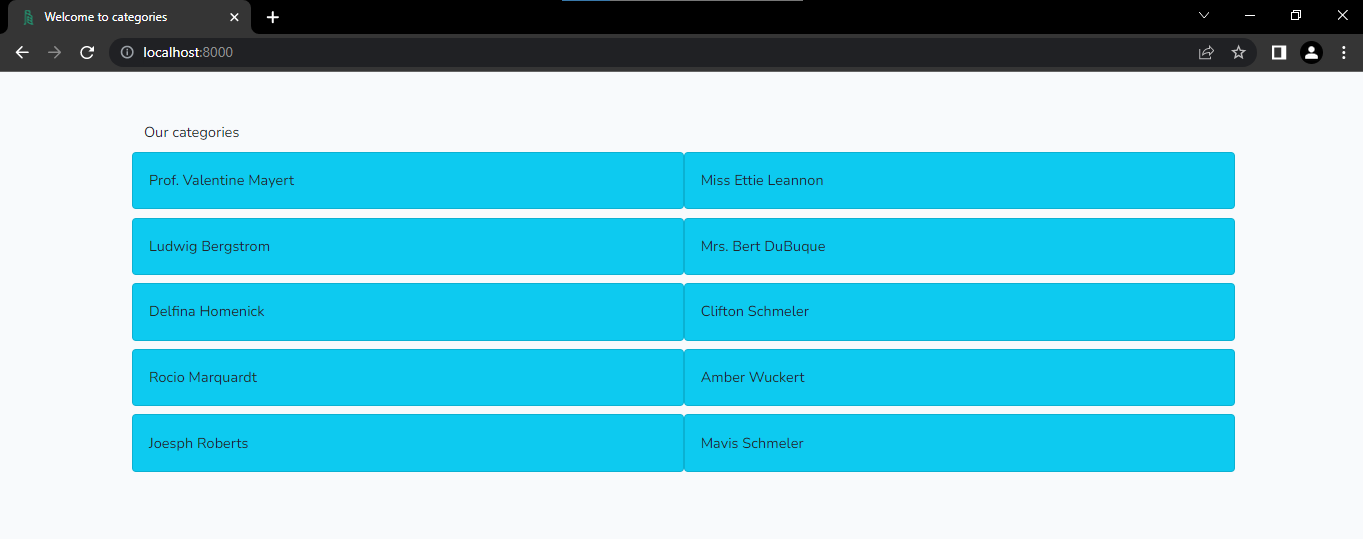 Welcome to categories
localhost:8000
Our categories
Prof. Valentine Mayert
Miss Ettie Leannon
Ludwig Bergstrom
Mrs. Bert DuBuque
Delfina Homenick
Clifton Schmeler
Rocio Marquardt
Amber Wuckert
Joesph Roberts
Mavis Schmeler